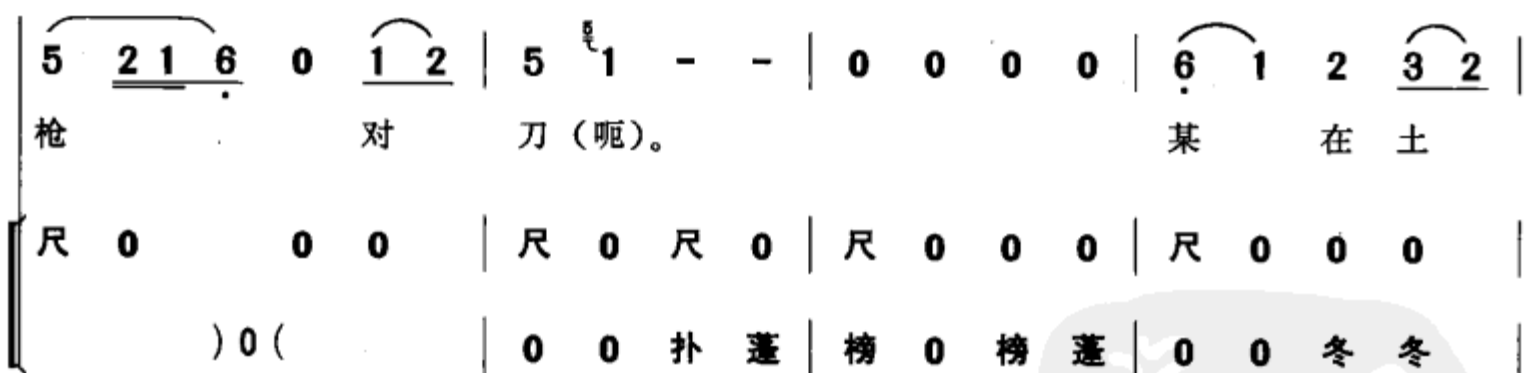 5 2 1 6 0 1 2 | 5 5 1 - - | 0 0 0 0 | 6 1 2 3 2 |
枪 对 刀（呃）。 某 在 土
尺 0 0 0 | 尺 0 尺 0 | 尺 0 0 0 | 尺 0 0 0 |
) 0 ( | 0 0 扑 蓬 | 榜 0 榜 蓬 | 0 0 冬 冬 |